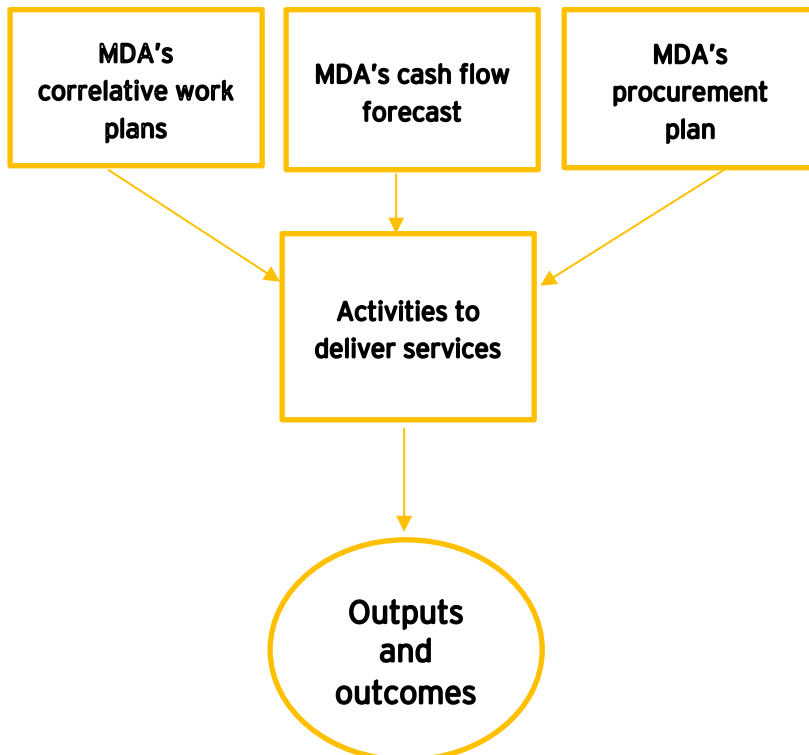 MDA's
correlative work
plans
MDA's cash flow
forecast
MDA's
procurement
plan
Activities to
deliver services
Outputs
and
outcomes